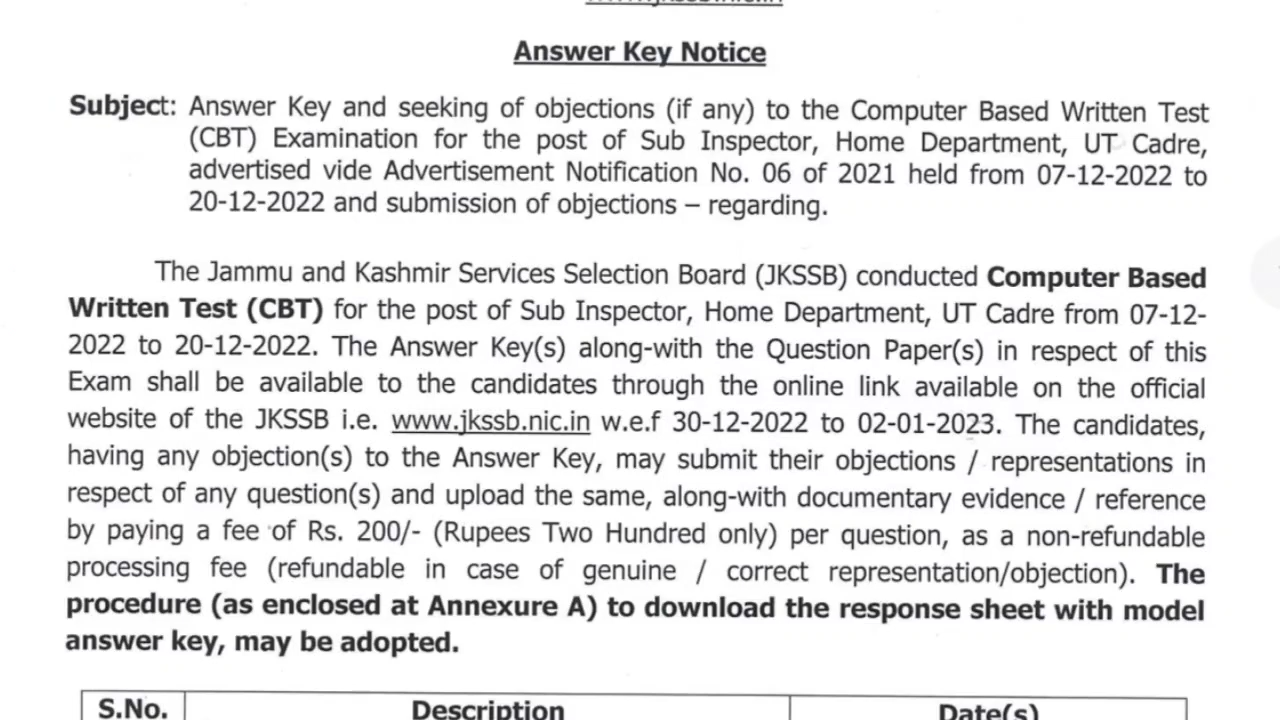 www.jkssb.nic.in
Answer Key Notice
Subject: Answer Key and seeking of objections (if any) to the Computer Based Written Test
(CBT) Examination for the post of Sub Inspector, Home Department, UT Cadre,
advertised vide Advertisement Notification No. 06 of 2021 held from 07-12-2022 to
20-12-2022 and submission of objections – regarding.
The Jammu and Kashmir Services Selection Board (JKSSB) conducted Computer Based
Written Test (CBT) for the post of Sub Inspector, Home Department, UT Cadre from 07-12-
2022 to 20-12-2022. The Answer Key(s) along-with the Question Paper(s) in respect of this
Exam shall be available to the candidates through the online link available on the official
website of the JKSSB i.e. www.jkssb.nic.in w.e.f 30-12-2022 to 02-01-2023. The candidates,
having any objection(s) to the Answer Key, may submit their objections / representations in
respect of any question(s) and upload the same, along-with documentary evidence / reference
by paying a fee of Rs. 200/- (Rupees Two Hundred only) per question, as a non-refundable
processing fee (refundable in case of genuine / correct representation/objection). The
procedure (as enclosed at Annexure A) to download the response sheet with model
answer key, may be adopted.
S.No. Description Date(s)